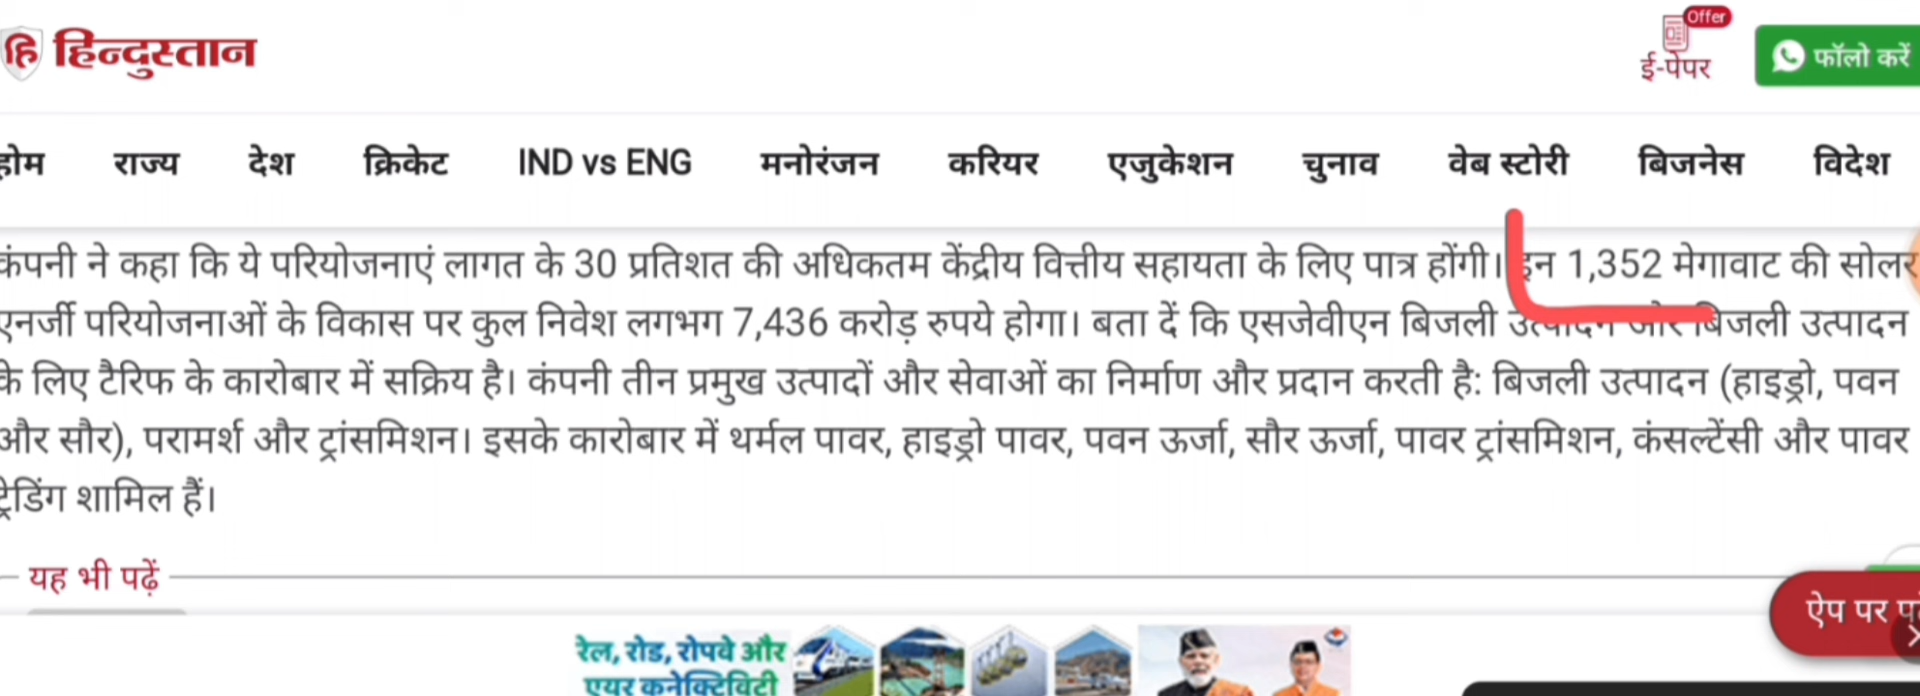 हि हिन्दुस्तान
Offer
ई-पेपर
फॉलो करें
होम राज्य देश क्रिकेट IND vs ENG मनोरंजन करियर एजुकेशन चुनाव वेब स्टोरी बिजनेस विदेश
कंपनी ने कहा कि ये परियोजनाएं लागत के 30 प्रतिशत की अधिकतम केंद्रीय वित्तीय सहायता के लिए पात्र होंगी। इन 1,352 मेगावाट की सोलर
एनर्जी परियोजनाओं के विकास पर कुल निवेश लगभग 7,436 करोड़ रुपये होगा। बता दें कि एसजेवीएन बिजली उत्पादन और बिजली उत्पादन
के लिए टैरिफ के कारोबार में सक्रिय है। कंपनी तीन प्रमुख उत्पादों और सेवाओं का निर्माण और प्रदान करती है: बिजली उत्पादन (हाइड्रो, पवन
और सौर), परामर्श और ट्रांसमिशन। इसके कारोबार में थर्मल पावर, हाइड्रो पावर, पवन ऊर्जा, सौर ऊर्जा, पावर ट्रांसमिशन, कंसल्टेंसी और पावर
ट्रेडिंग शामिल हैं।
यह भी पढ़ें
ऐप पर
रेल, रोड, रोपवे और
एयर कनेक्टिविटी